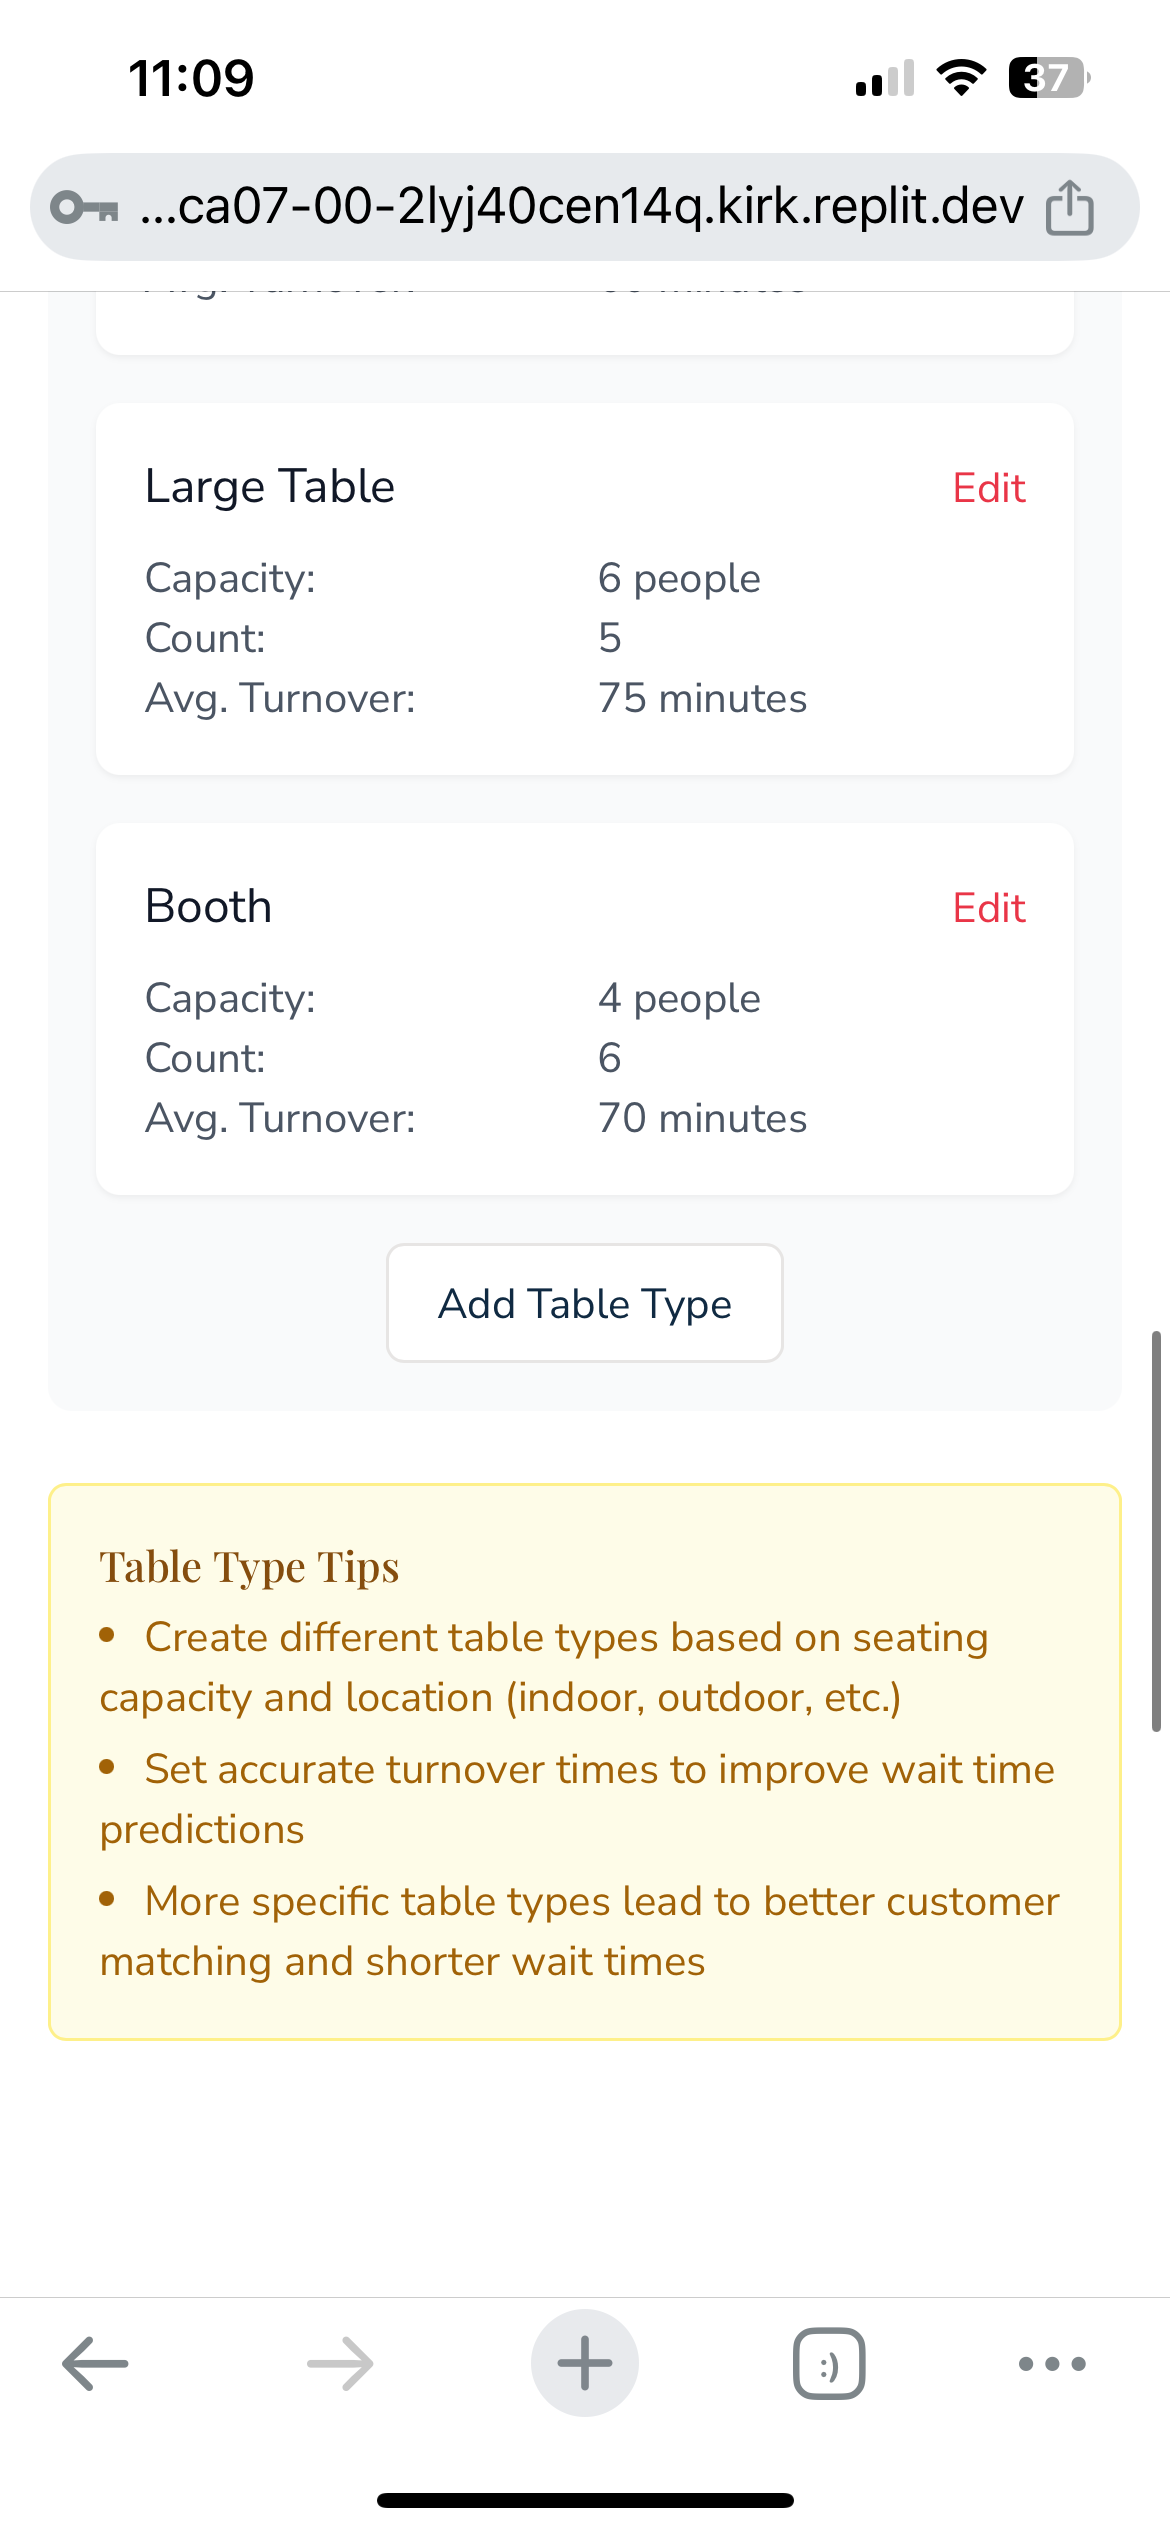 11:09
37
...ca07-00-2lyj40cen14q.kirk.replit.dev
Large Table
Edit
Capacity:
6 people
Count:
5
Avg. Turnover:
75 minutes
Booth
Edit
Capacity:
4 people
Count:
6
Avg. Turnover:
70 minutes
Add Table Type
Table Type Tips
• Create different table types based on seating
capacity and location (indoor, outdoor, etc.)
• Set accurate turnover times to improve wait time
predictions
• More specific table types lead to better customer
matching and shorter wait times
:)